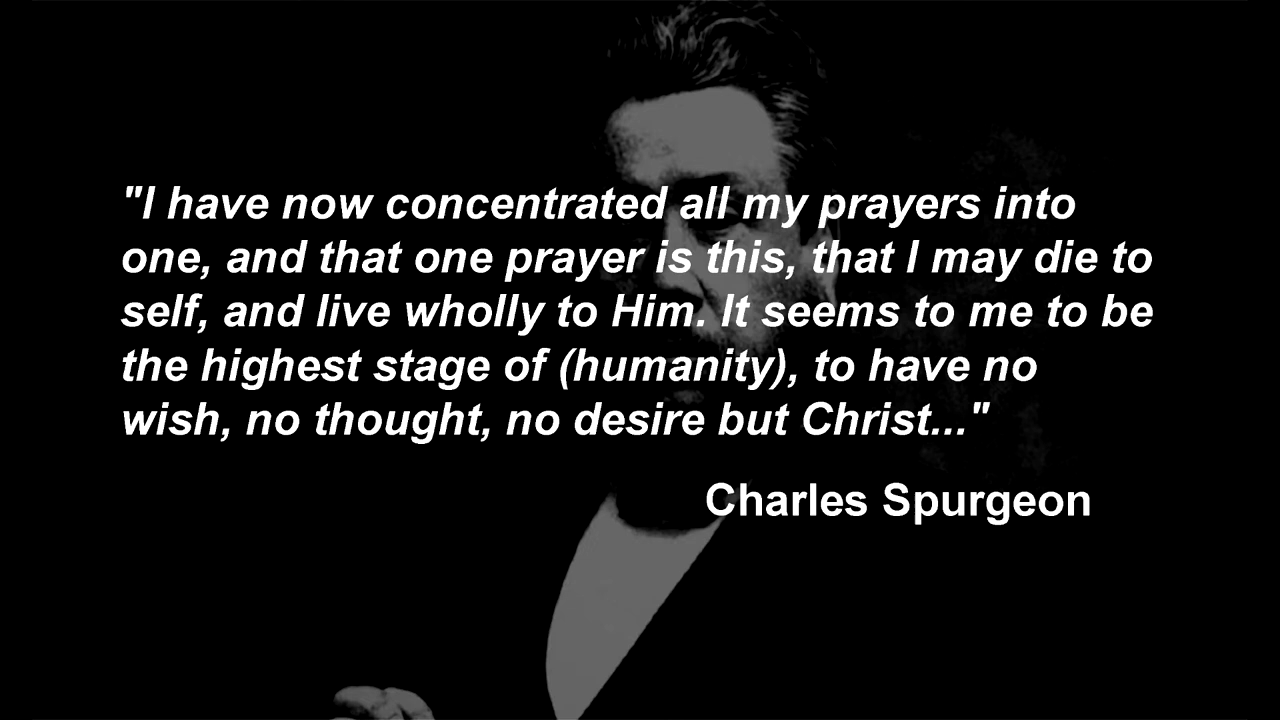 "I have now concentrated all my prayers into
one, and that one prayer is this, that I may die to
self, and live wholly to Him. It seems to me to be
the highest stage of (humanity), to have no
wish, no thought, no desire but Christ..."
Charles Spurgeon